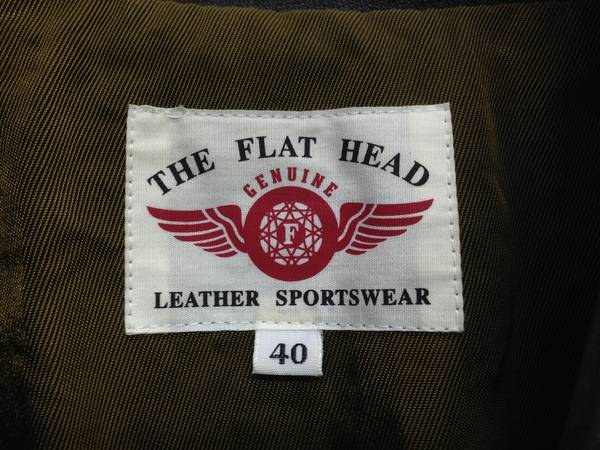 THE FLAT HEAD
GENUINE
F
LEATHER SPORTSWEAR
40